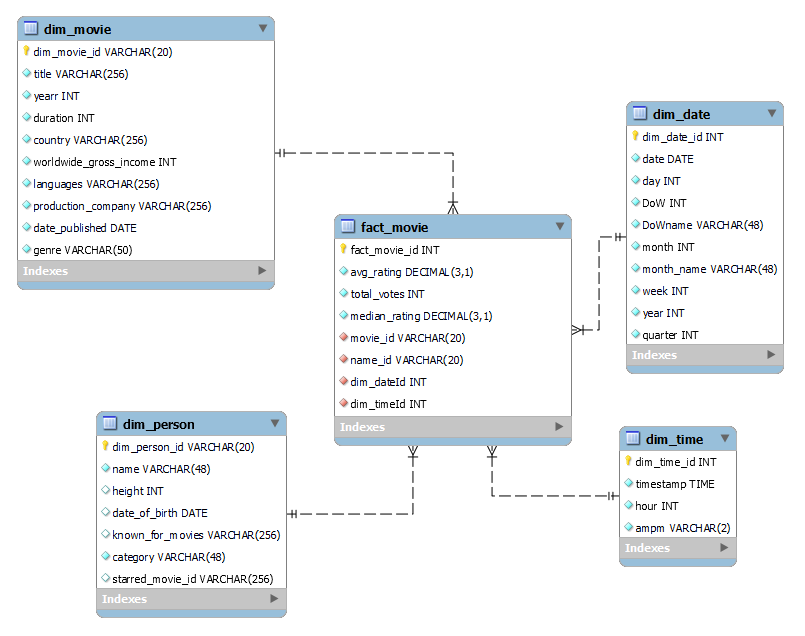 dim_movie
dim_movie_id VARCHAR(20)
title VARCHAR(256)
yearr INT
duration INT
country VARCHAR(256)
worldwide_gross_income INT
languages VARCHAR(256)
production_company VARCHAR(256)
date_published DATE
genre VARCHAR(50)
Indexes
dim_date
dim_date_id INT
date DATE
day INT
DoW INT
DoWname VARCHAR(48)
month INT
month_name VARCHAR(48)
week INT
year INT
quarter INT
Indexes
fact_movie
fact_movie_id INT
avg_rating DECIMAL(3,1)
total_votes INT
median_rating DECIMAL(3,1)
movie_id VARCHAR(20)
name_id VARCHAR(20)
dim_dateId INT
dim_timeId INT
Indexes
dim_person
dim_person_id VARCHAR(20)
name VARCHAR(48)
height INT
date_of_birth DATE
known_for_movies VARCHAR(256)
category VARCHAR(48)
starred_movie_id VARCHAR(256)
Indexes
dim_time
dim_time_id INT
timestamp TIME
hour INT
ampm VARCHAR(2)
Indexes